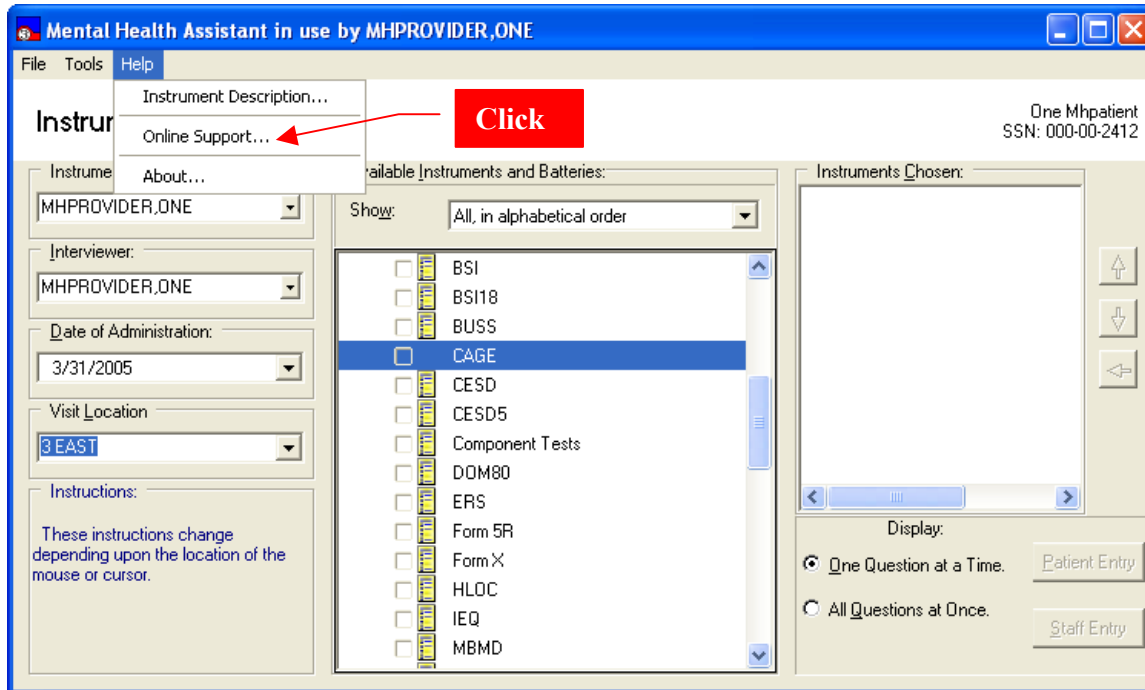 Mental Health Assistant in use by MHPROVIDER,ONE
File Tools Help
Instrument Description...
Online Support...
About...
Click
Instrur
One Mhpatient
SSN: 000-00-2412
Instrume
MHPROVIDER,ONE
Interviewer:
MHPROVIDER,ONE
Date of Administration:
3/31/2005
Visit Location
3 EAST
Instructions:
These instructions change
depending upon the location of the
mouse or cursor.
vailable Instruments and Batteries:
Show: All, in alphabetical order
BSI
BSI18
BUSS
CAGE
CESD
CESD5
Component Tests
DOM80
ERS
Form 5R
Form X
HLOC
IEQ
MBMD
Instruments Chosen:
Display:
One Question at a Time.
All Questions at Once.
Patient Entry
Staff Entry